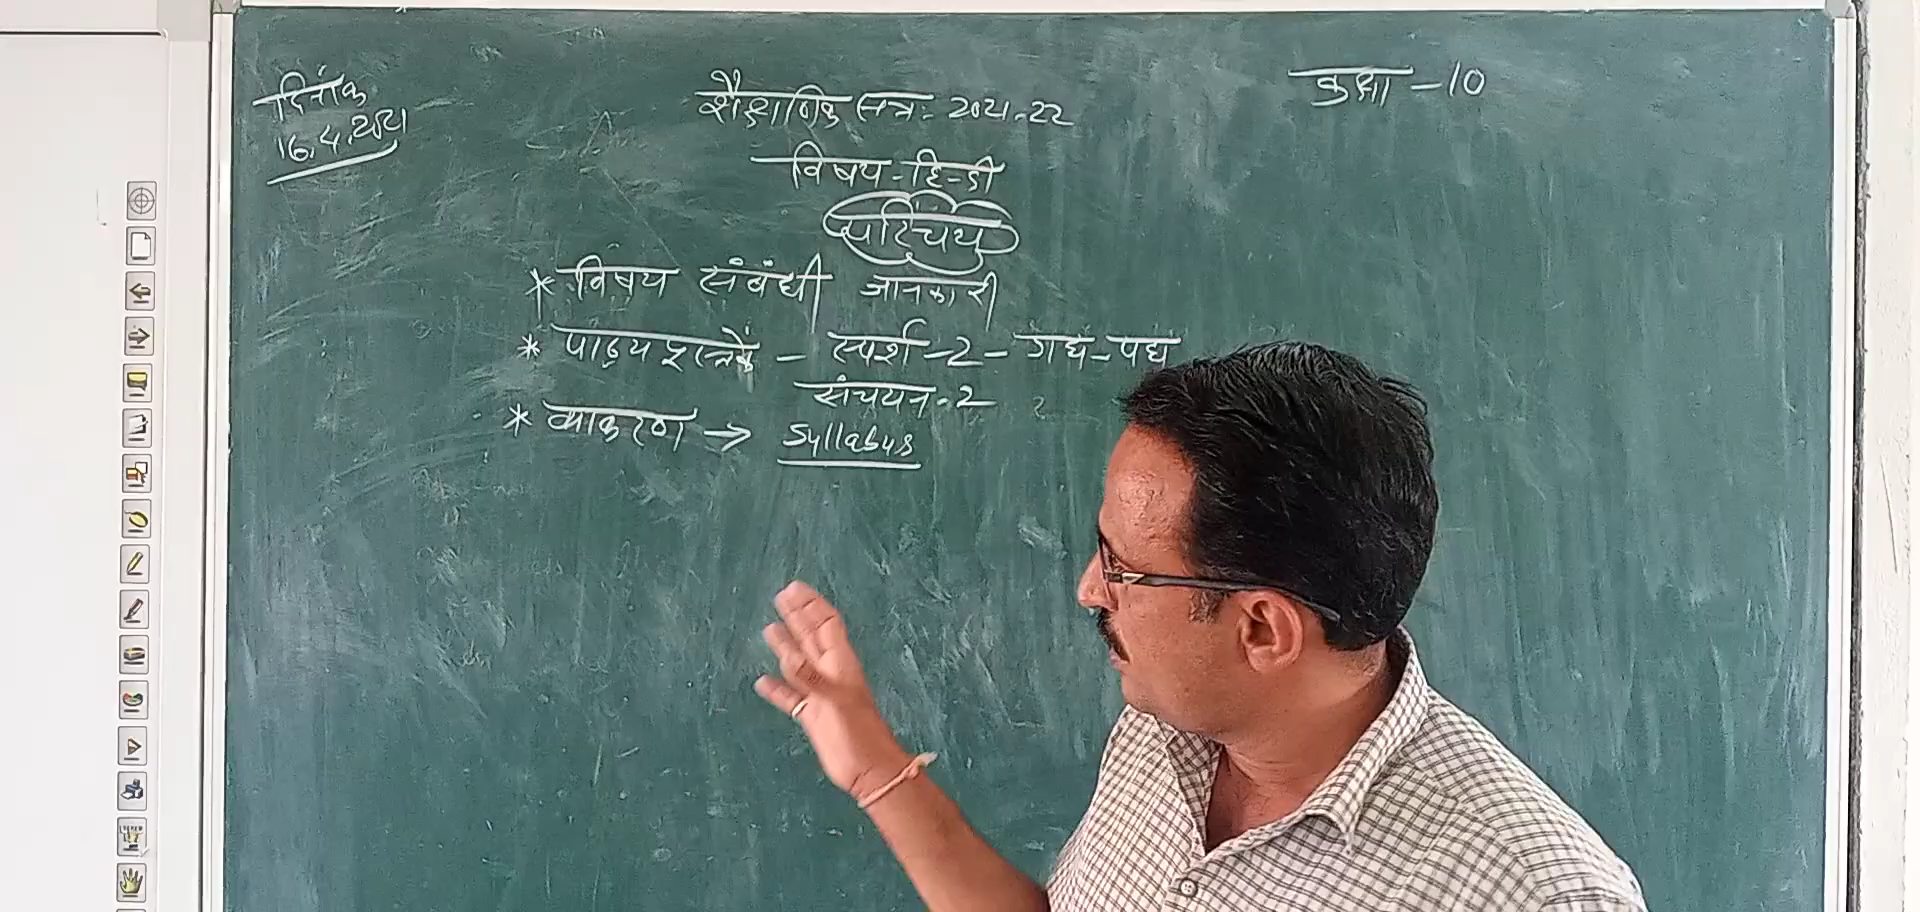 दिनांक
16.4.2021
कक्षा -10
शैक्षणिक सत्र:- 2021-22
विषय - हिन्दी
परिचय
* विषय संबंधी जानकारी
* पाठ्य पुस्तकें - स्पर्श -2 - गद्य - पद्य
संचयन - 2
* व्याकरण → Syllabus